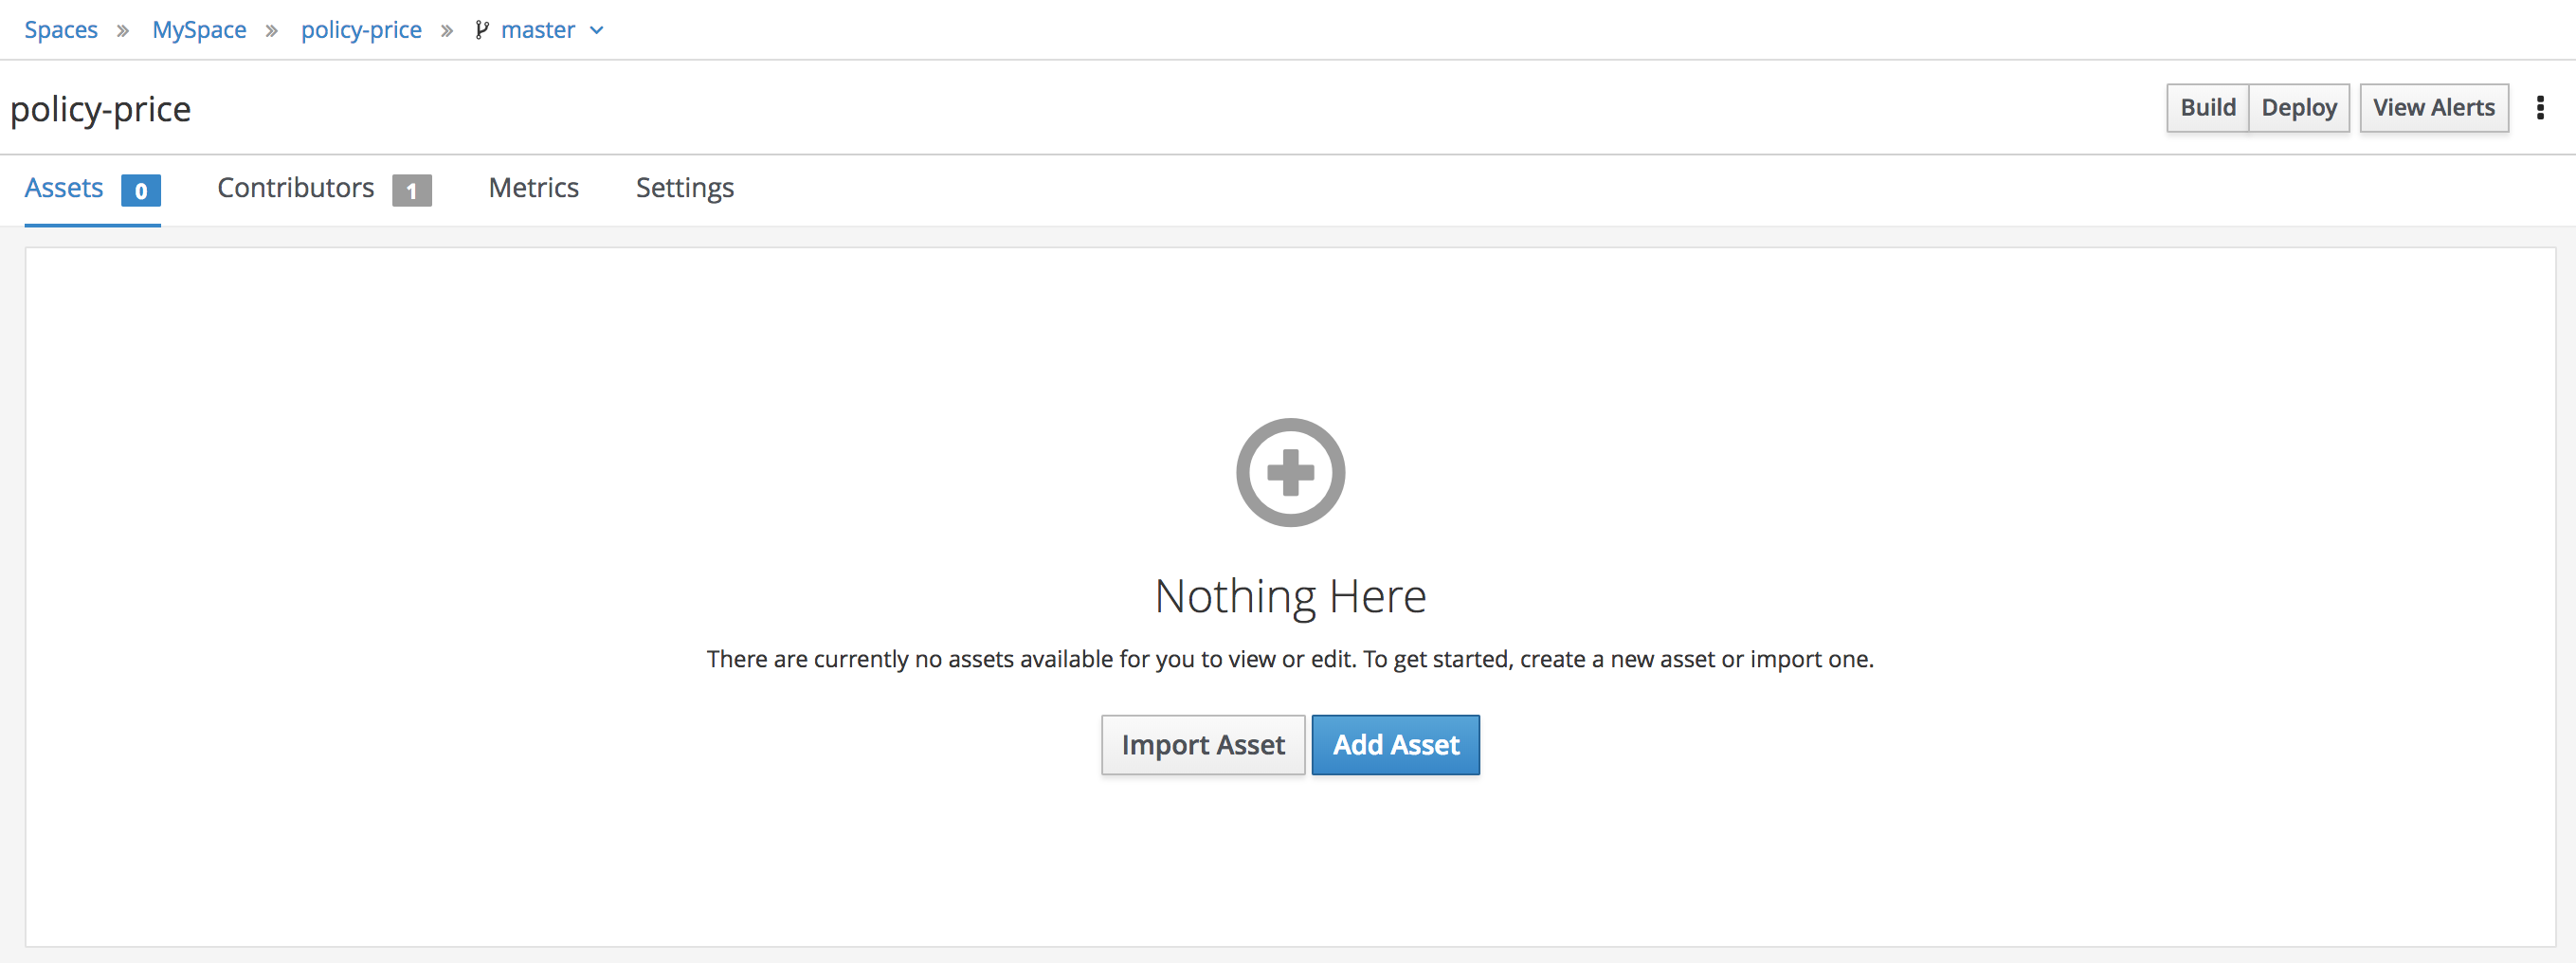 Spaces » MySpace » policy-price » master
policy-price
Build Deploy View Alerts
Assets 0 Contributors 1 Metrics Settings
Nothing Here
There are currently no assets available for you to view or edit. To get started, create a new asset or import one.
Import Asset Add Asset